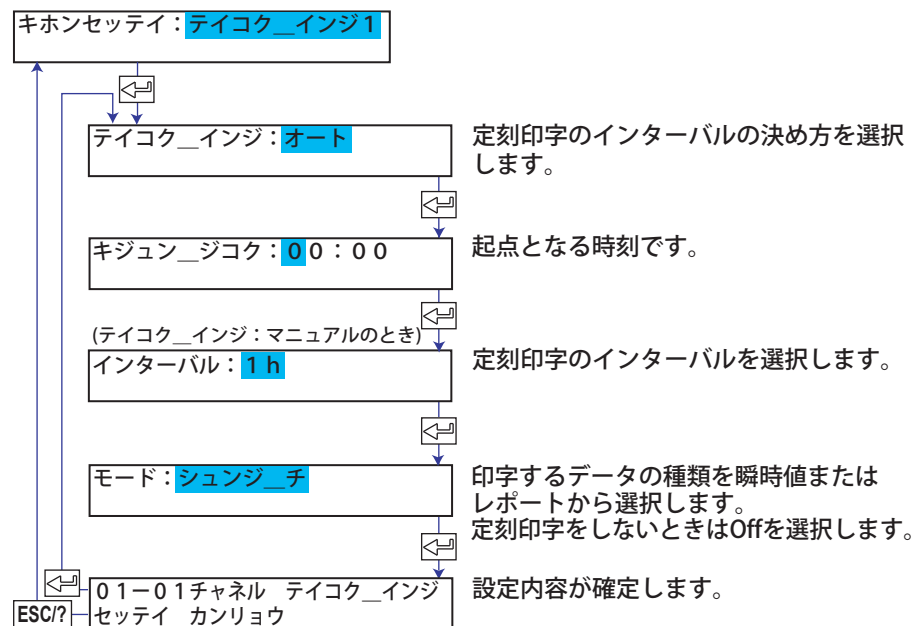 キホンセッテイ：テイコク＿インジ1
テイコク＿インジ：オート
定刻印字のインターバルの決め方を選択
します。
キジュン＿ジコク：００：００
起点となる時刻です。
(テイコク＿インジ：マニュアルのとき)
インターバル：１ｈ
定刻印字のインターバルを選択します。
モード：シュンジ＿チ
印字するデータの種類を瞬時値または
レポートから選択します。
定刻印字をしないときはOffを選択します。
０１－０１チャネル　テイコク＿インジ
セッテイ　カンリョウ
設定内容が確定します。
ESC/?